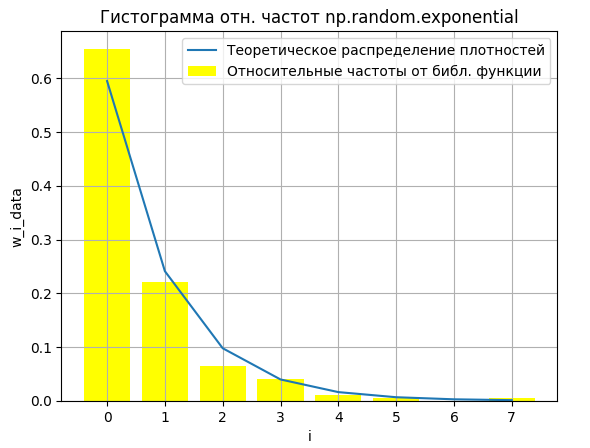 Гистограмма отн. частот np.random.exponential
Теоретическое распределение плотностей
Относительные частоты от библ. функции
w_i_data
0.6
0.5
0.4
0.3
0.2
0.1
0.0
0 1 2 3 4 5 6 7
i